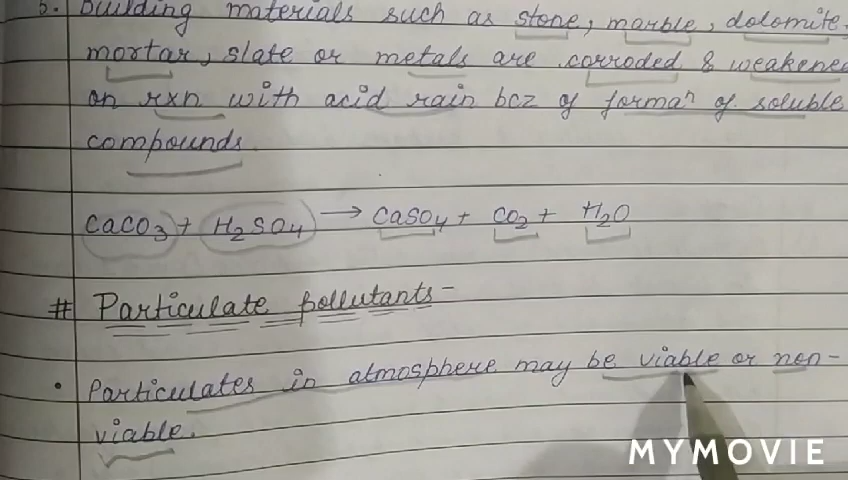 5. Building materials such as stone, marble, dolomite,
mortar, slate or metals are corroded & weakened
on rxn with acid rain bcz of formaⁿ of soluble
compounds.
CaCO3 + H2SO4 → CaSO4 + CO2 + H2O
# Particulate pollutants -
• Particulates in atmosphere may be viable or non-
viable.
MYMOVIE